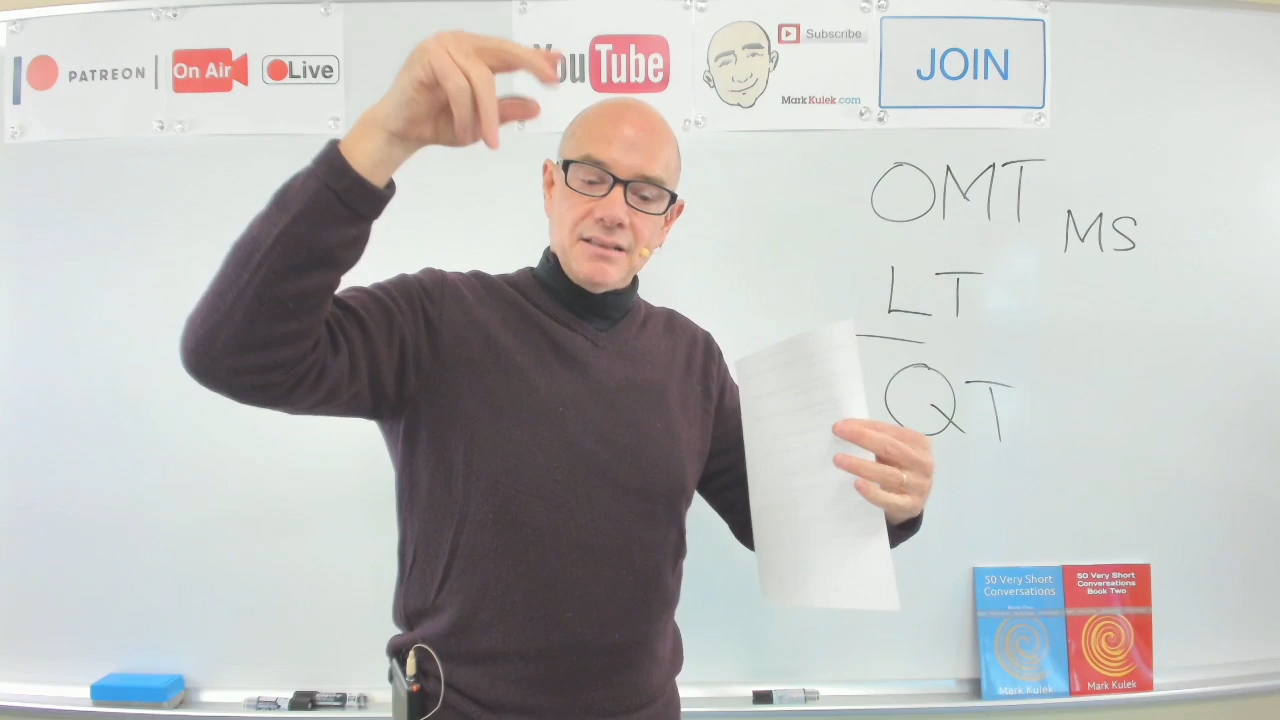 PATREON
On Air
Live
YouTube
Subscribe
MarkKulek.com
JOIN
OMT
MS
LT
QT
50 Very Short
Conversations
Mark Kulek
50 Very Short
Conversations
Book Two
Mark Kulek